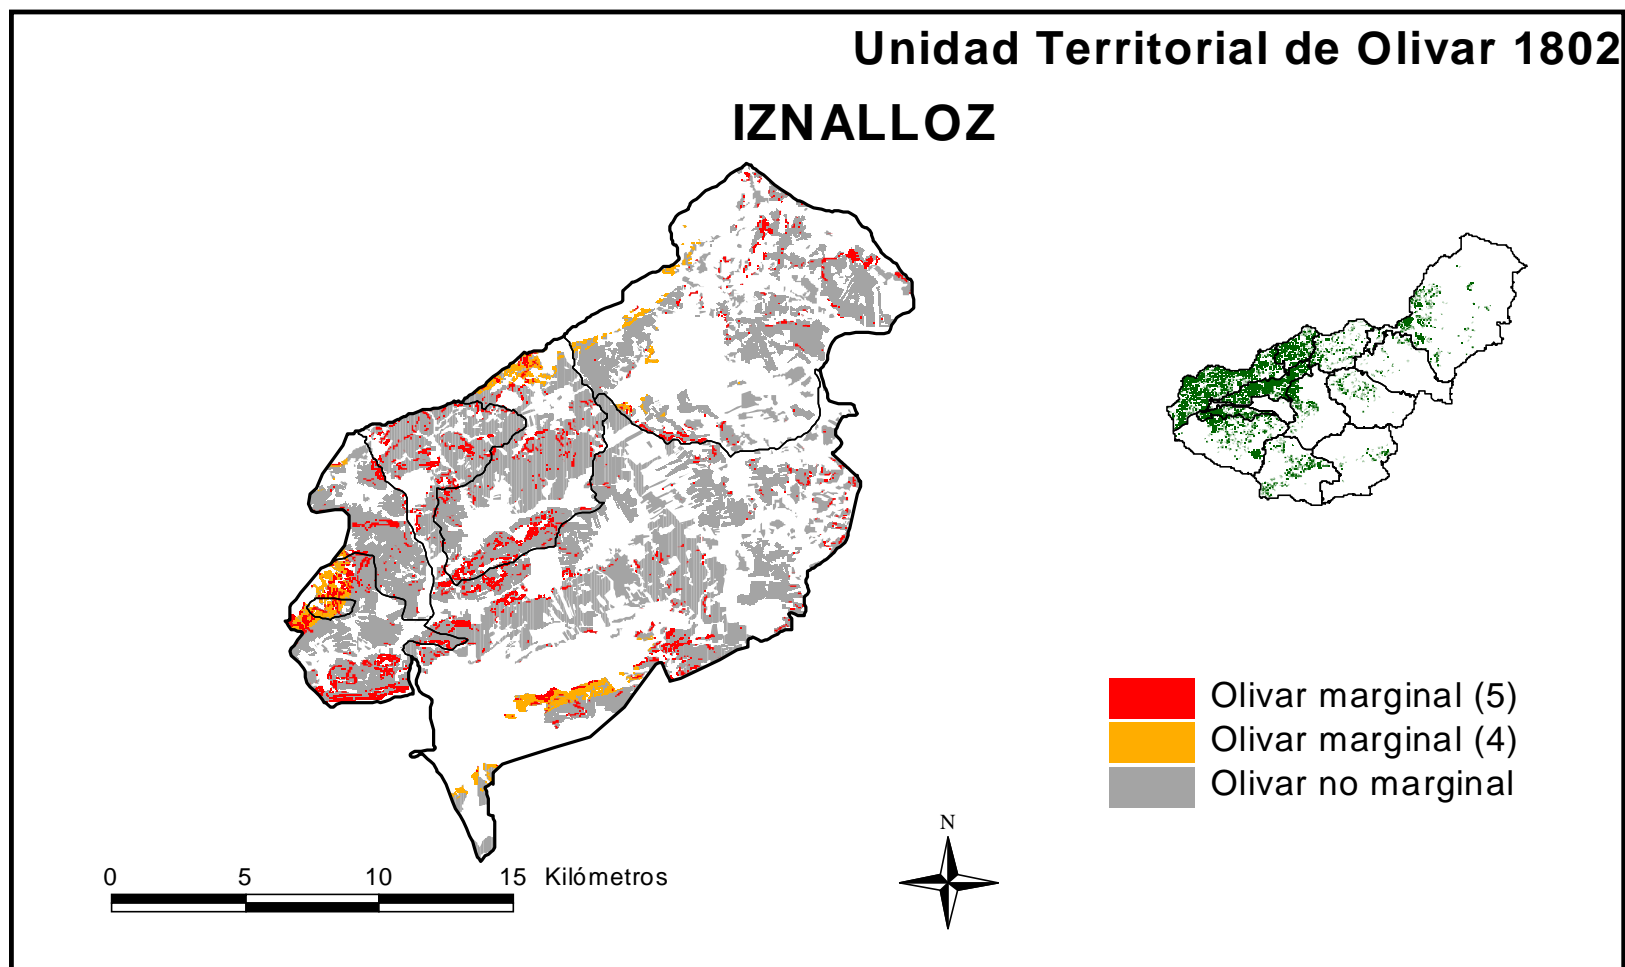 Unidad Territorial de Olivar 1802
IZNALLOZ
Olivar marginal (5)
Olivar marginal (4)
Olivar no marginal
N
0 5 10 15 Kilómetros